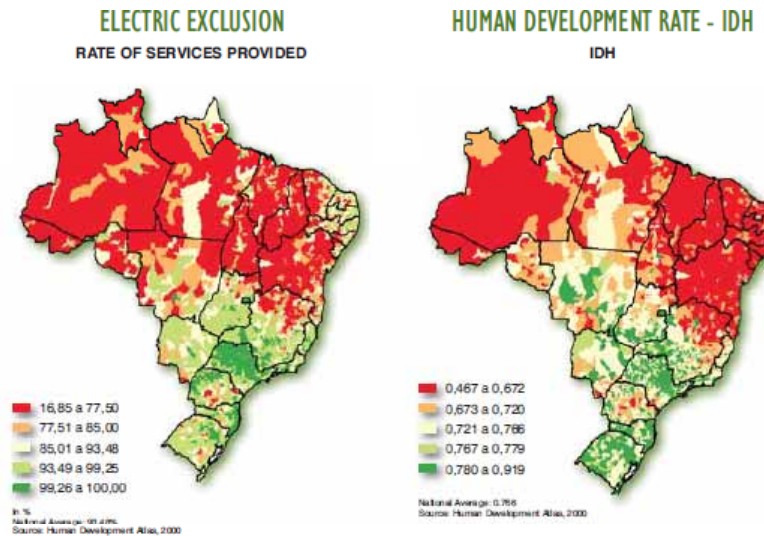 ELECTRIC EXCLUSION
RATE OF SERVICES PROVIDED
16,85 a 77,50
77,51 a 85,00
85,01 a 93,48
93,49 a 99,25
99,26 a 100,00
In %
National Average:
Source: Human Development Atlas, 2000
HUMAN DEVELOPMENT RATE - IDH
IDH
0,467 a 0,672
0,673 a 0,720
0,721 a 0,766
0,767 a 0,779
0,780 a 0,919
National Average: 0.766
Source: Human Development Atlas, 2000